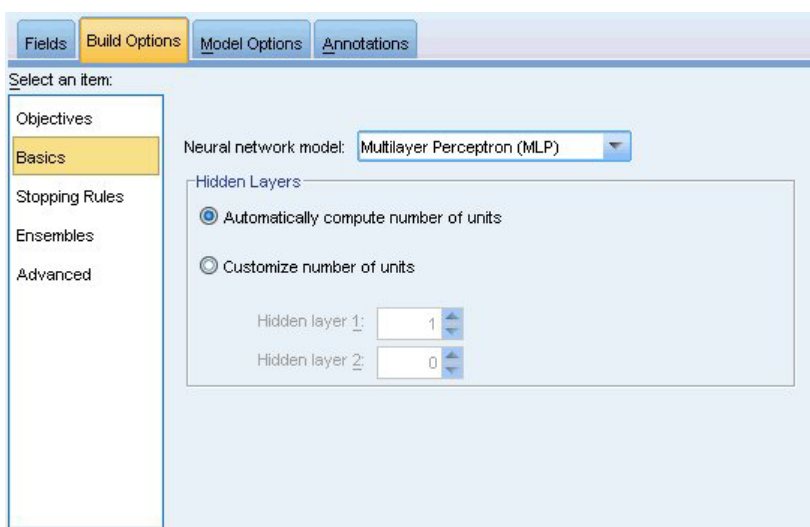 Fields Build Options Model Options Annotations
Select an item:
Objectives
Basics
Stopping Rules
Ensembles
Advanced
Neural network model: Multilayer Perceptron (MLP)
Hidden Layers
Automatically compute number of units
Customize number of units
Hidden layer 1: 1
Hidden layer 2: 0